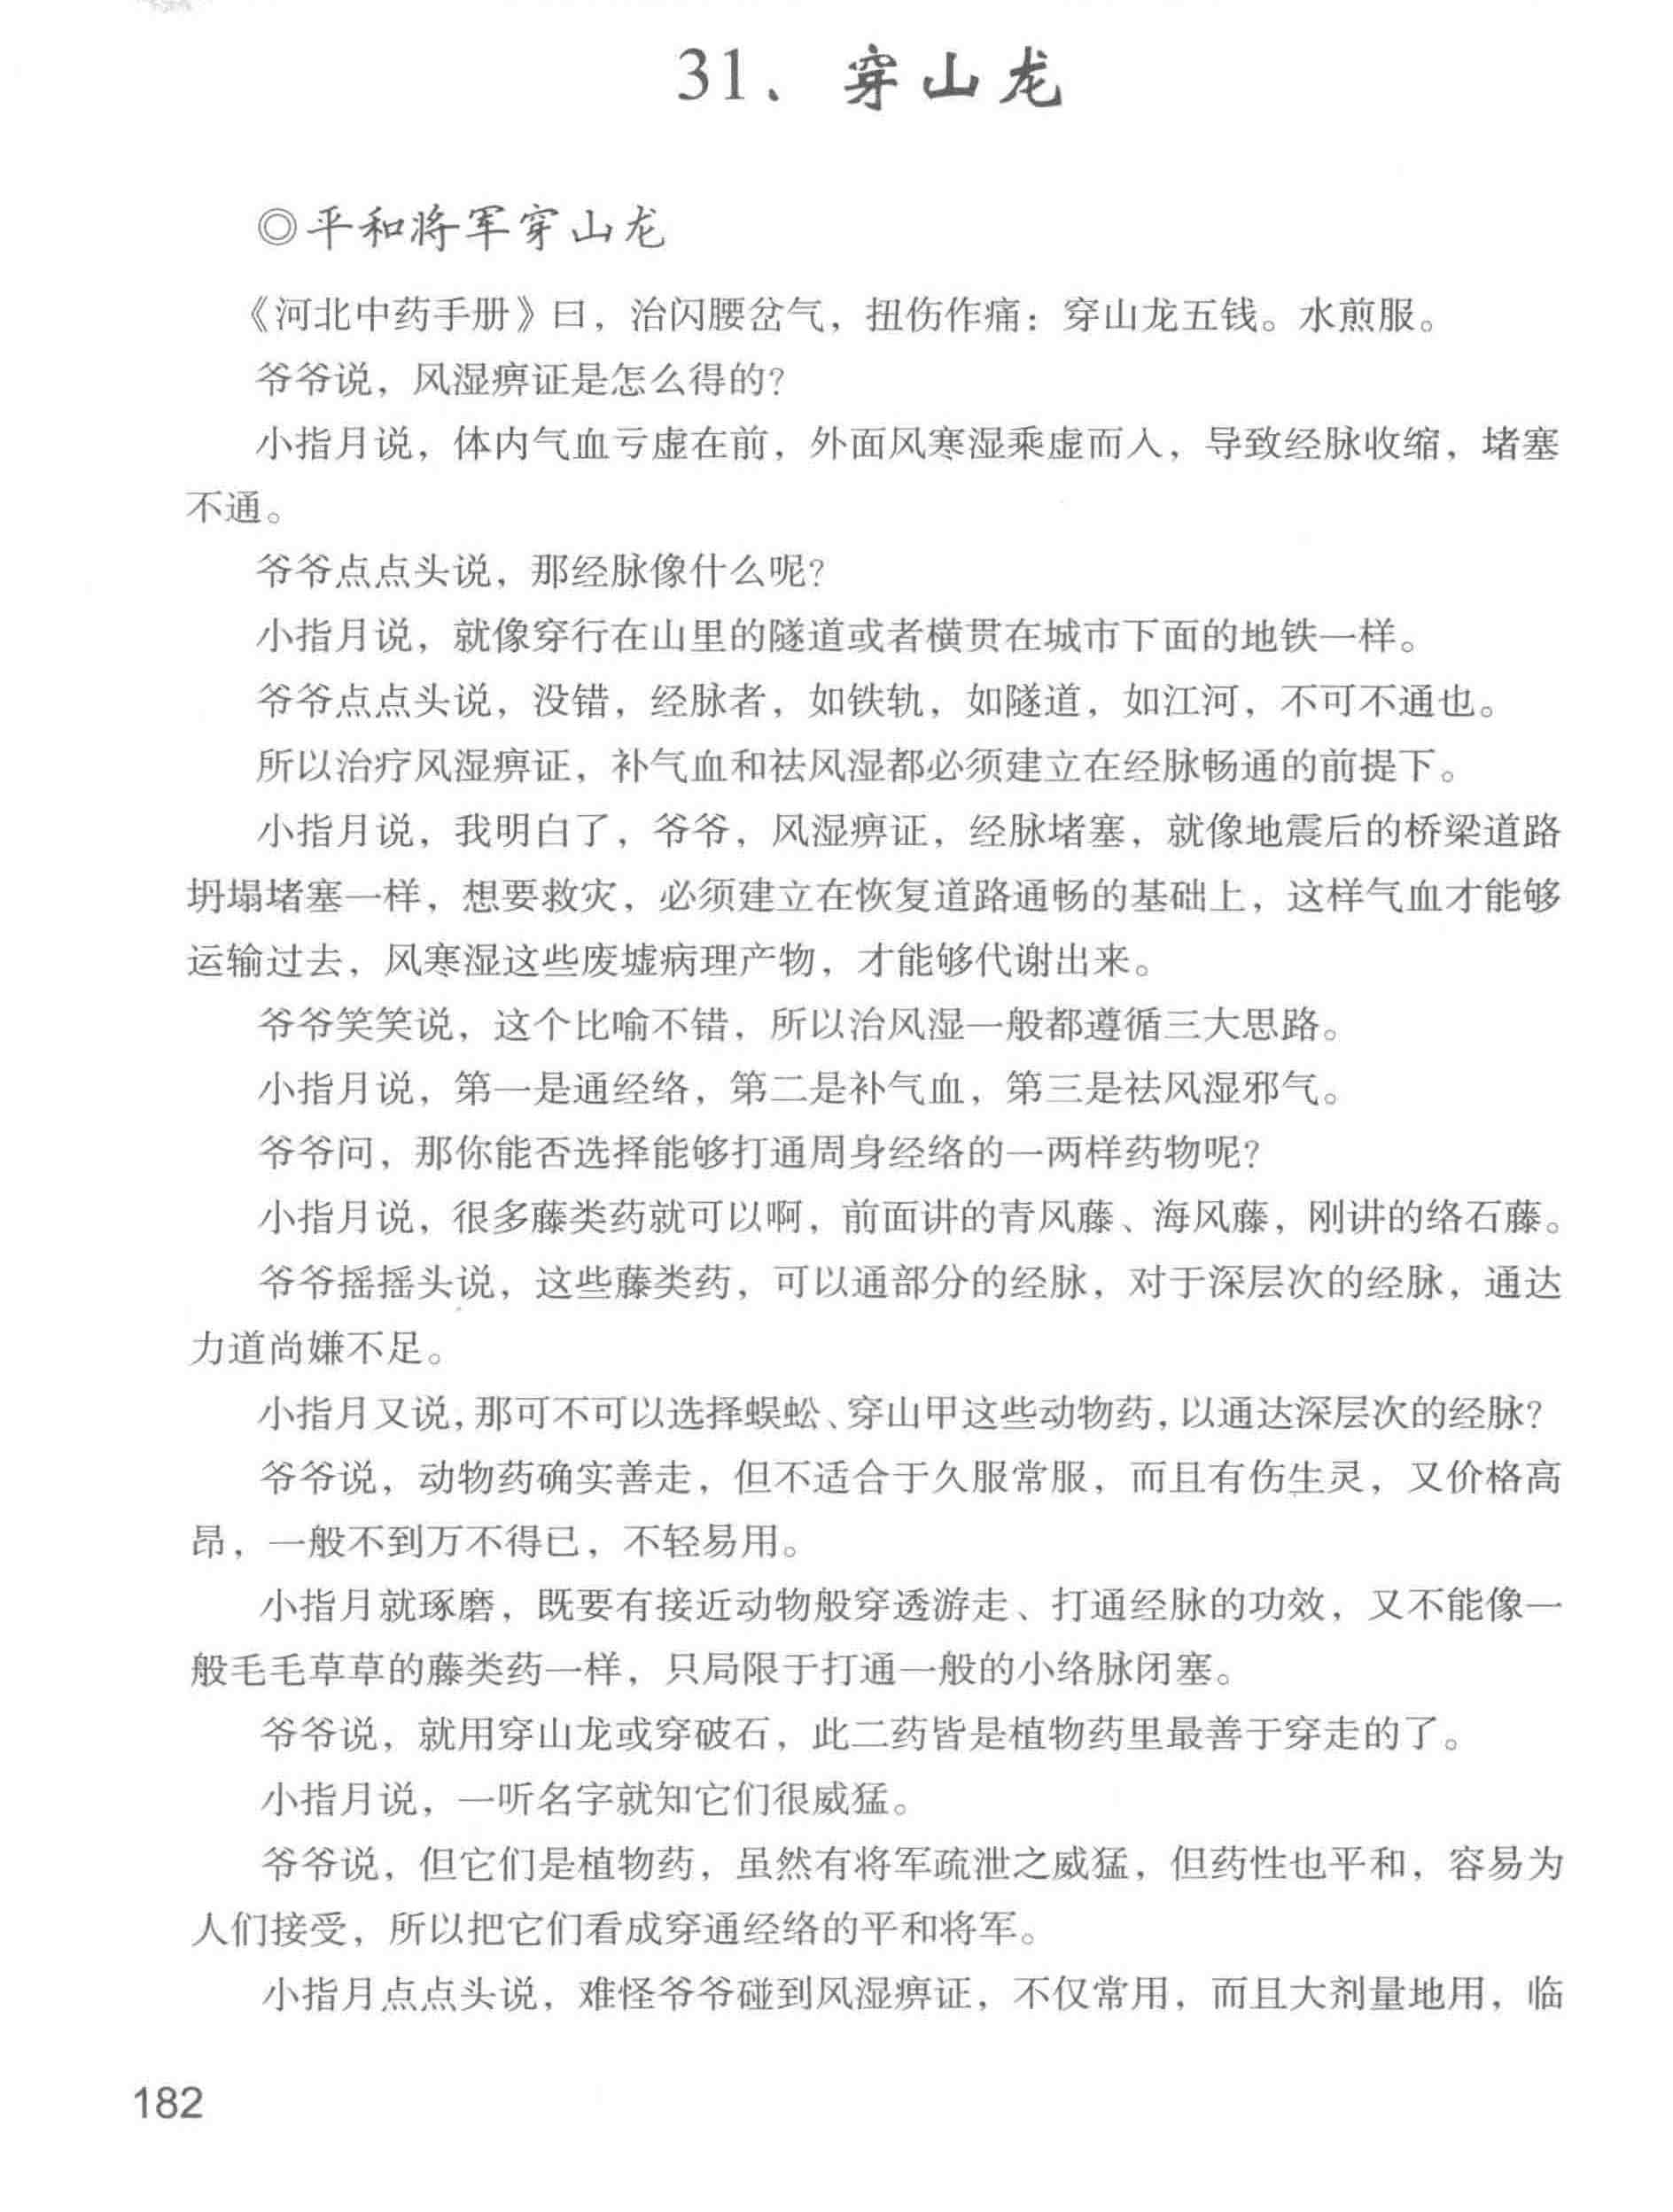 31、穿山龙
◎平和将军穿山龙
《河北中药手册》曰，治闪腰岔气，扭伤作痛：穿山龙五钱。水煎服。
爷爷说，风湿痹证是怎么得的？
小指月说，体内气血亏虚在前，外面风寒湿乘虚而入，导致经脉收缩，堵塞
不通。
爷爷点点头说，那经脉像什么呢？
小指月说，就像穿行在山里的隧道或者横贯在城市下面的地铁一样。
爷爷点点头说，没错，经脉者，如铁轨，如隧道，如江河，不可不通也。
所以治疗风湿痹证，补气血和祛风湿都必须建立在经脉畅通的前提下。
小指月说，我明白了，爷爷，风湿痹证，经脉堵塞，就像地震后的桥梁道路
坍塌堵塞一样，想要救灾，必须建立在恢复道路通畅的基础上，这样气血才能够
运输过去，风寒湿这些废墟病理产物，才能够代谢出来。
爷爷笑笑说，这个比喻不错，所以治风湿一般都遵循三大思路。
小指月说，第一是通经络，第二是补气血，第三是祛风湿邪气。
爷爷问，那你能否选择能够打通周身经络的一两样药物呢？
小指月说，很多藤类药就可以啊，前面讲的青风藤、海风藤，刚讲的络石藤。
爷爷摇摇头说，这些藤类药，可以通部分的经脉，对于深层次的经脉，通达
力道尚嫌不足。
小指月又说，那可不可以选择蜈蚣、穿山甲这些动物药，以通达深层次的经脉？
爷爷说，动物药确实善走，但不适合于久服常服，而且有伤生灵，又价格高
昂，一般不到万不得已，不轻易用。
小指月就琢磨，既要有接近动物般穿透游走、打通经脉的功效，又不能像一
般毛毛草草的藤类药一样，只局限于打通一般的小络脉闭塞。
爷爷说，就用穿山龙或穿破石，此二药皆是植物药里最善于穿走的了。
小指月说，一听名字就知它们很威猛。
爷爷说，但它们是植物药，虽然有将军疏泄之威猛，但药性也平和，容易为
人们接受，所以把它们看成穿通经络的平和将军。
小指月点点头说，难怪爷爷碰到风湿痹证，不仅常用，而且大剂量地用，临
182